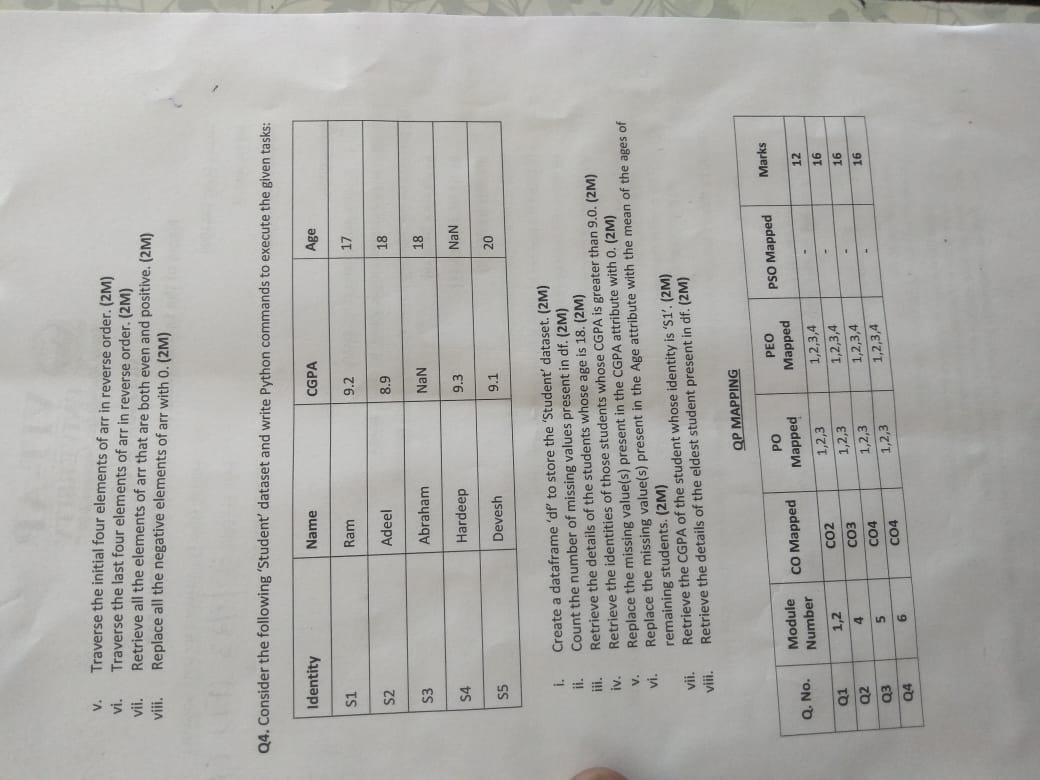 v. Traverse the initial four elements of arr in reverse order. (2M)
vi. Traverse the last four elements of arr in reverse order. (2M)
vii. Retrieve all the elements of arr that are both even and positive. (2M)
viii. Replace all the negative elements of arr with 0. (2M)
Q4. Consider the following 'Student' dataset and write Python commands to execute the given tasks:
Identity Name CGPA Age
S1 Ram 9.2 17
S2 Adeel 8.9 18
S3 Abraham NaN 18
S4 Hardeep 9.3 NaN
S5 Devesh 9.1 20
i. Create a dataframe 'df' to store the 'Student' dataset. (2M)
ii. Count the number of missing values present in df. (2M)
iii. Retrieve the details of the students whose age is 18. (2M)
iv. Retrieve the identities of those students whose CGPA is greater than 9.0. (2M)
v. Replace the missing value(s) present in the CGPA attribute with 0. (2M)
vi. Replace the missing value(s) present in the Age attribute with the mean of the ages of
remaining students. (2M)
vii. Retrieve the CGPA of the student whose identity is 'S1'. (2M)
viii. Retrieve the details of the eldest student present in df. (2M)
QP MAPPING
Q. No. Module Number CO Mapped PO Mapped PEO Mapped PSO Mapped Marks
Q1 1,2 CO2 1,2,3 1,2,3,4 - 12
Q2 4 CO3 1,2,3 1,2,3,4 - 16
Q3 5 CO4 1,2,3 1,2,3,4 - 16
Q4 6 CO4 1,2,3 1,2,3,4 - 16